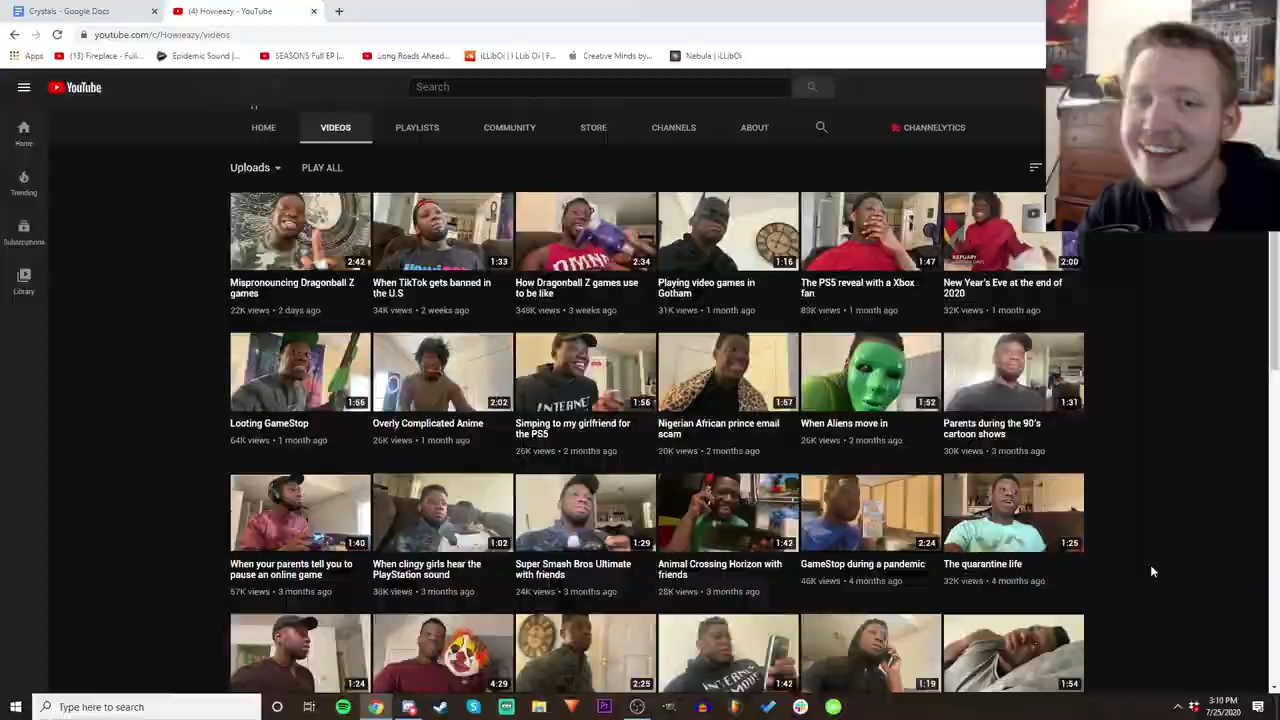 Crystals - Google Docs
(4) Howieazy - YouTube
youtube.com/c/Howieazy/videos
Apps
(13) Fireplace - Full...
Epidemic Sound |...
SEASONS Full EP |...
Long Roads Ahead...
iLLibOi | I LLib Oi | F...
Creative Minds by...
Nebula | iLLibOi
YouTube
Search
HOME
VIDEOS
PLAYLISTS
COMMUNITY
STORE
CHANNELS
ABOUT
CHANNELYTICS
Home
Trending
Subscriptions
Library
Uploads
PLAY ALL
2:42
1:33
2:34
1:16
1:47
2:00
Mispronouncing Dragonball Z games
When TikTok gets banned in the U.S
How Dragonball Z games use to be like
Playing video games in Gotham
The PS5 reveal with a Xbox fan
New Year's Eve at the end of 2020
22K views • 2 days ago
34K views • 2 weeks ago
348K views • 3 weeks ago
31K views • 1 month ago
89K views • 1 month ago
32K views • 1 month ago
INTERNET
1:56
2:02
1:56
1:57
1:52
1:31
Looting GameStop
Overly Complicated Anime
Simping to my girlfriend for the PS5
Nigerian African prince email scam
When Aliens move in
Parents during the 90's cartoon shows
64K views • 1 month ago
26K views • 1 month ago
26K views • 2 months ago
20K views • 2 months ago
26K views • 2 months ago
30K views • 3 months ago
1:40
1:02
1:29
1:42
2:24
1:25
When your parents tell you to pause an online game
When clingy girls hear the PlayStation sound
Super Smash Bros Ultimate with friends
Animal Crossing Horizon with friends
GameStop during a pandemic
The quarantine life
57K views • 3 months ago
38K views • 3 months ago
24K views • 3 months ago
28K views • 3 months ago
46K views • 4 months ago
32K views • 4 months ago
INTERNET
1:24
4:29
2:25
1:42
1:19
1:54
Type here to search
3:10 PM
7/25/2020